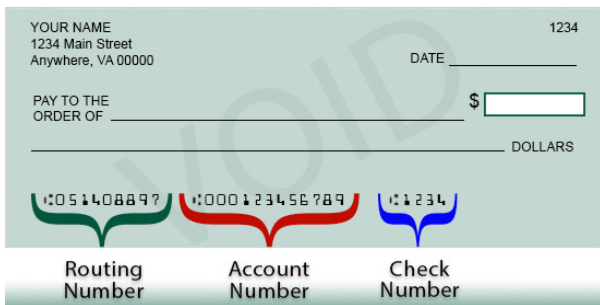 YOUR NAME 1234
1234 Main Street
Anywhere, VA 00000
DATE
PAY TO THE
ORDER OF
$
DOLLARS
VOID
⑆051408897⑆ ⑆000123456789⑆ ⑆1234
Routing Account Check
Number Number Number